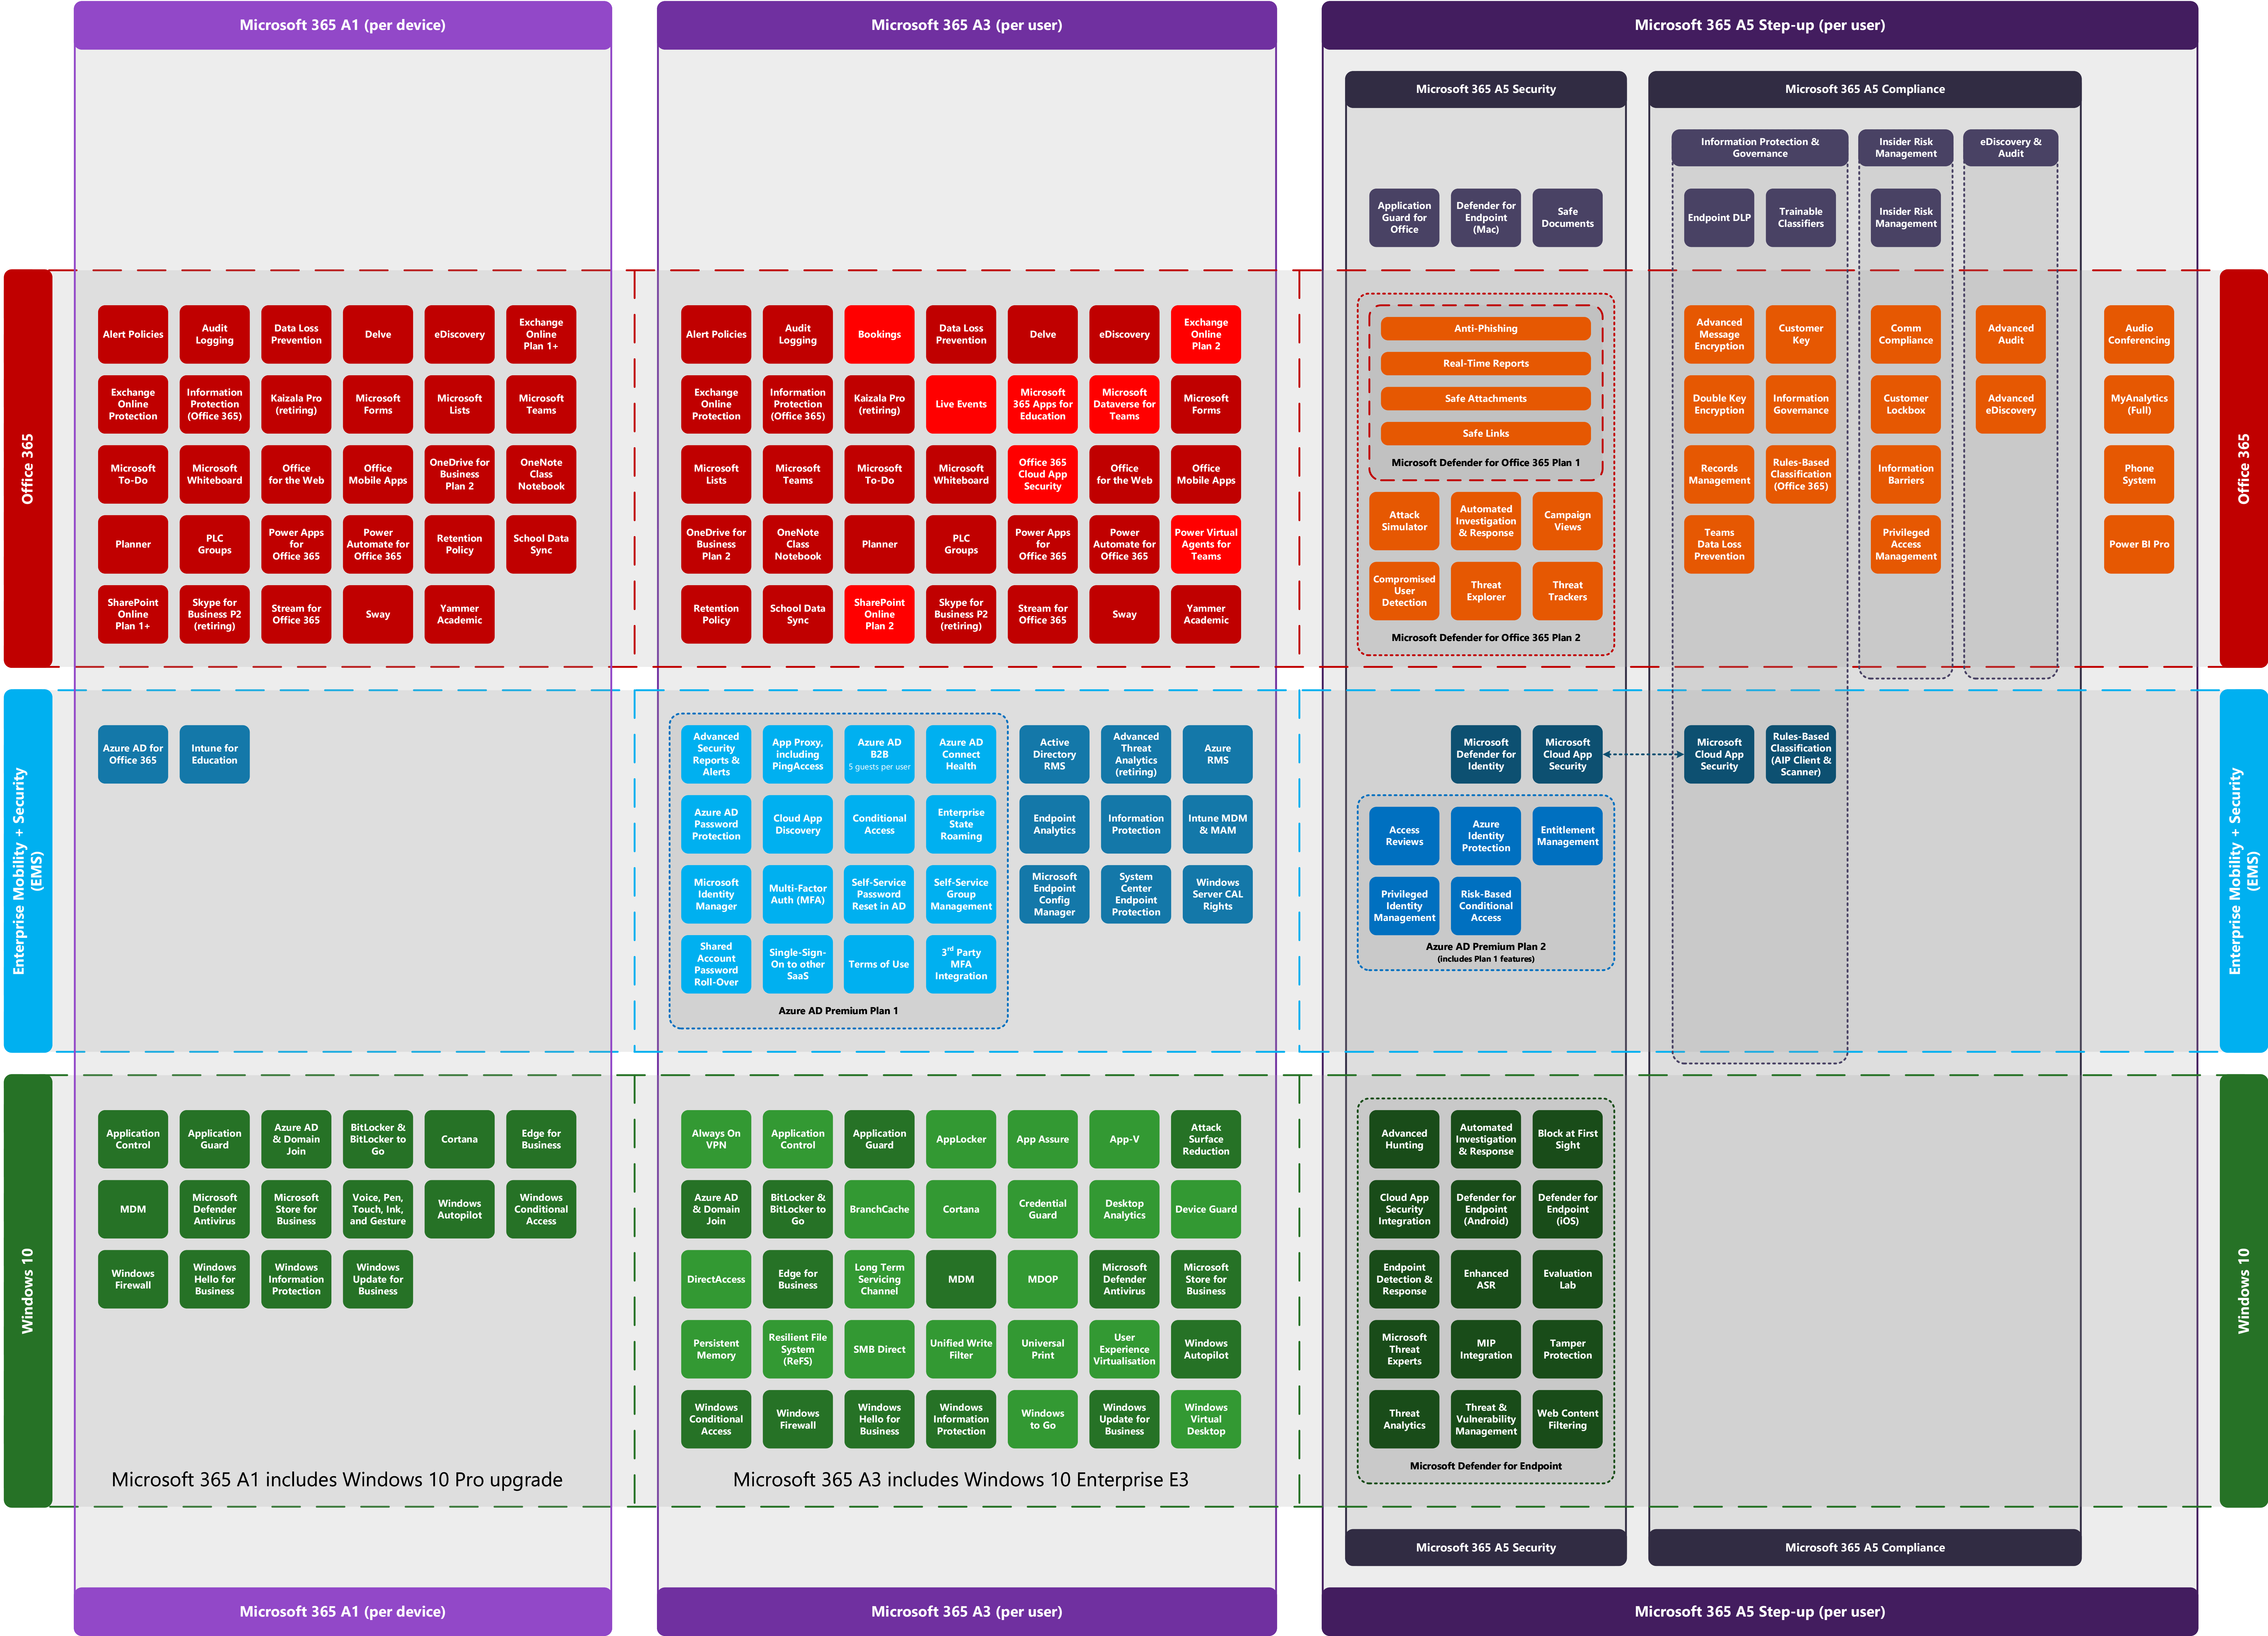 Microsoft 365 A1 (per device)
Microsoft 365 A3 (per user)
Microsoft 365 A5 Step-up (per user)
Microsoft 365 A5 Security
Microsoft 365 A5 Compliance
Information Protection &
Governance
Insider Risk
Management
eDiscovery &
Audit
Application
Guard for
Office
Defender for
Endpoint
(Mac)
Safe
Documents
Endpoint DLP
Trainable
Classifiers
Insider Risk
Management
Office 365
Alert Policies
Audit
Logging
Data Loss
Prevention
Delve
eDiscovery
Exchange
Online
Plan 1+
Exchange
Online
Protection
Information
Protection
(Office 365)
Kaizala Pro
(retiring)
Microsoft
Forms
Microsoft
Lists
Microsoft
Teams
Microsoft
To-Do
Microsoft
Whiteboard
Office
for the Web
Office
Mobile Apps
OneDrive for
Business
Plan 2
OneNote
Class
Notebook
Planner
PLC
Groups
Power Apps
for
Office 365
Power
Automate for
Office 365
Retention
Policy
School Data
Sync
SharePoint
Online
Plan 1+
Skype for
Business P2
(retiring)
Stream for
Office 365
Sway
Yammer
Academic
Alert Policies
Audit
Logging
Bookings
Data Loss
Prevention
Delve
eDiscovery
Exchange
Online
Plan 2
Exchange
Online
Protection
Information
Protection
(Office 365)
Kaizala Pro
(retiring)
Live Events
Microsoft
365 Apps for
Education
Microsoft
Dataverse for
Teams
Microsoft
Forms
Microsoft
Lists
Microsoft
Teams
Microsoft
To-Do
Microsoft
Whiteboard
Office 365
Cloud App
Security
Office
for the Web
Office
Mobile Apps
OneDrive for
Business
Plan 2
OneNote
Class
Notebook
Planner
PLC
Groups
Power Apps
for
Office 365
Power
Automate for
Office 365
Power Virtual
Agents for
Teams
Retention
Policy
School Data
Sync
SharePoint
Online
Plan 2
Skype for
Business P2
(retiring)
Stream for
Office 365
Sway
Yammer
Academic
Anti-Phishing
Real-Time Reports
Safe Attachments
Safe Links
Microsoft Defender for Office 365 Plan 1
Attack
Simulator
Automated
Investigation
& Response
Campaign
Views
Compromised
User
Detection
Threat
Explorer
Threat
Trackers
Microsoft Defender for Office 365 Plan 2
Advanced
Message
Encryption
Customer
Key
Double Key
Encryption
Information
Governance
Records
Management
Rules-Based
Classification
(Office 365)
Teams
Data Loss
Prevention
Comm
Compliance
Customer
Lockbox
Information
Barriers
Privileged
Access
Management
Advanced
Audit
Advanced
eDiscovery
Audio
Conferencing
MyAnalytics
(Full)
Phone
System
Power BI Pro
Office 365
Enterprise Mobility + Security
(EMS)
Azure AD for
Office 365
Intune for
Education
Advanced
Security
Reports &
Alerts
App Proxy,
including
PingAccess
Azure AD
B2B
5 guests per user
Azure AD
Connect
Health
Azure AD
Password
Protection
Cloud App
Discovery
Conditional
Access
Enterprise
State
Roaming
Microsoft
Identity
Manager
Multi-Factor
Auth (MFA)
Self-Service
Password
Reset in AD
Self-Service
Group
Management
Shared
Account
Password
Roll-Over
Single-Sign-
On to other
SaaS
Terms of Use
3rd Party
MFA
Integration
Azure AD Premium Plan 1
Active
Directory
RMS
Advanced
Threat
Analytics
(retiring)
Azure
RMS
Endpoint
Analytics
Information
Protection
Intune MDM
& MAM
Microsoft
Endpoint
Config
Manager
System
Center
Endpoint
Protection
Windows
Server CAL
Rights
Microsoft
Defender for
Identity
Microsoft
Cloud App
Security
Access
Reviews
Azure
Identity
Protection
Entitlement
Management
Privileged
Identity
Management
Risk-Based
Conditional
Access
Azure AD Premium Plan 2
(includes Plan 1 features)
Microsoft
Cloud App
Security
Rules-Based
Classification
(AIP Client &
Scanner)
Enterprise Mobility + Security
(EMS)
Windows 10
Application
Control
Application
Guard
Azure AD
& Domain
Join
BitLocker &
BitLocker to
Go
Cortana
Edge for
Business
MDM
Microsoft
Defender
Antivirus
Microsoft
Store for
Business
Voice, Pen,
Touch, Ink,
and Gesture
Windows
Autopilot
Windows
Conditional
Access
Windows
Firewall
Windows
Hello for
Business
Windows
Information
Protection
Windows
Update for
Business
Microsoft 365 A1 includes Windows 10 Pro upgrade
Always On
VPN
Application
Control
Application
Guard
AppLocker
App Assure
App-V
Attack
Surface
Reduction
Azure AD
& Domain
Join
BitLocker &
BitLocker to
Go
BranchCache
Cortana
Credential
Guard
Desktop
Analytics
Device Guard
DirectAccess
Edge for
Business
Long Term
Servicing
Channel
MDM
MDOP
Microsoft
Defender
Antivirus
Microsoft
Store for
Business
Persistent
Memory
Resilient File
System
(ReFS)
SMB Direct
Unified Write
Filter
Universal
Print
User
Experience
Virtualisation
Windows
Autopilot
Windows
Conditional
Access
Windows
Firewall
Windows
Hello for
Business
Windows
Information
Protection
Windows
to Go
Windows
Update for
Business
Windows
Virtual
Desktop
Microsoft 365 A3 includes Windows 10 Enterprise E3
Advanced
Hunting
Automated
Investigation
& Response
Block at First
Sight
Cloud App
Security
Integration
Defender for
Endpoint
(Android)
Defender for
Endpoint
(iOS)
Endpoint
Detection &
Response
Enhanced
ASR
Evaluation
Lab
Microsoft
Threat
Experts
MIP
Integration
Tamper
Protection
Threat
Analytics
Threat &
Vulnerability
Management
Web Content
Filtering
Microsoft Defender for Endpoint
Windows 10
Microsoft 365 A5 Security
Microsoft 365 A5 Compliance
Microsoft 365 A1 (per device)
Microsoft 365 A3 (per user)
Microsoft 365 A5 Step-up (per user)